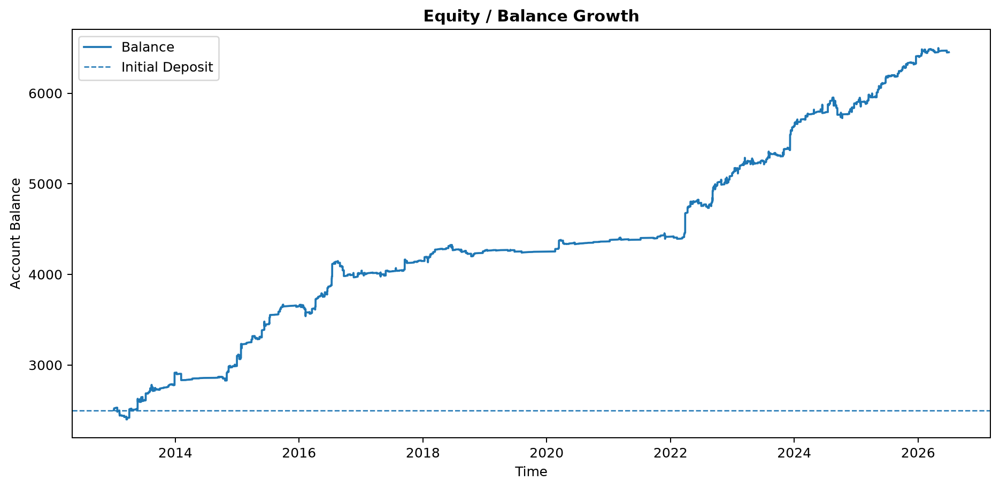 Equity / Balance Growth
Balance
Initial Deposit
6000
5000
4000
3000
Account Balance
2014
2016
2018
2020
2022
2024
2026
Time